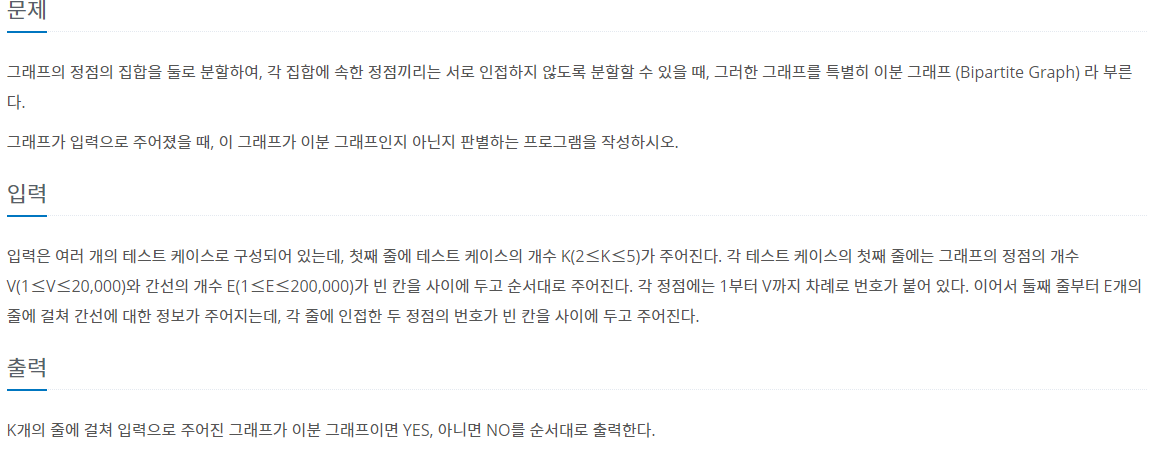 문제
그래프의 정점의 집합을 둘로 분할하여, 각 집합에 속한 정점끼리는 서로 인접하지 않도록 분할할 수 있을 때, 그러한 그래프를 특별히 이분 그래프 (Bipartite Graph) 라 부른
다.
그래프가 입력으로 주어졌을 때, 이 그래프가 이분 그래프인지 아닌지 판별하는 프로그램을 작성하시오.
입력
입력은 여러 개의 테스트 케이스로 구성되어 있는데, 첫째 줄에 테스트 케이스의 개수 K(2≤K≤5)가 주어진다. 각 테스트 케이스의 첫째 줄에는 그래프의 정점의 개수
V(1≤V≤20,000)와 간선의 개수 E(1≤E≤200,000)가 빈 칸을 사이에 두고 순서대로 주어진다. 각 정점에는 1부터 V까지 차례로 번호가 붙어 있다. 이어서 둘째 줄부터 E개의
줄에 걸쳐 간선에 대한 정보가 주어지는데, 각 줄에 인접한 두 정점의 번호가 빈 칸을 사이에 두고 주어진다.
출력
K개의 줄에 걸쳐 입력으로 주어진 그래프가 이분 그래프이면 YES, 아니면 NO를 순서대로 출력한다.